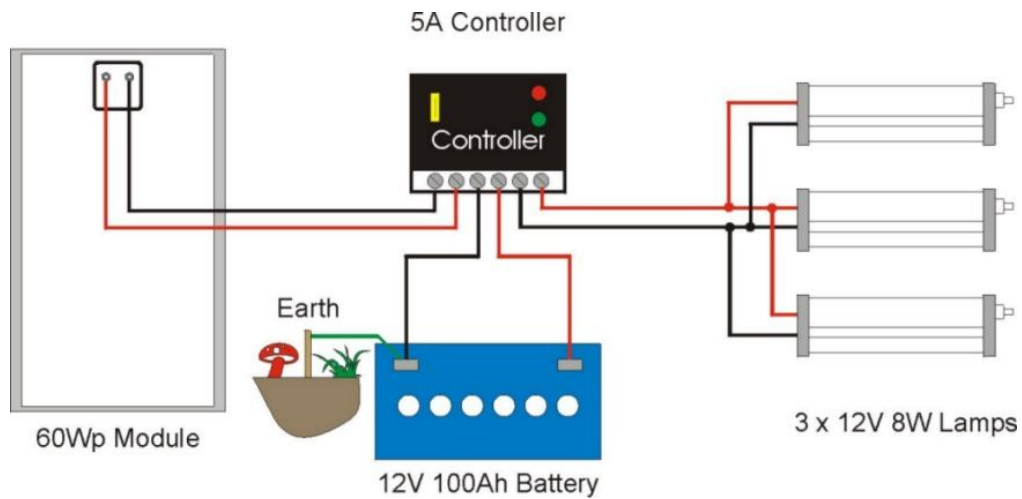 5A Controller
Controller
Earth
60Wp Module
3 x 12V 8W Lamps
12V 100Ah Battery